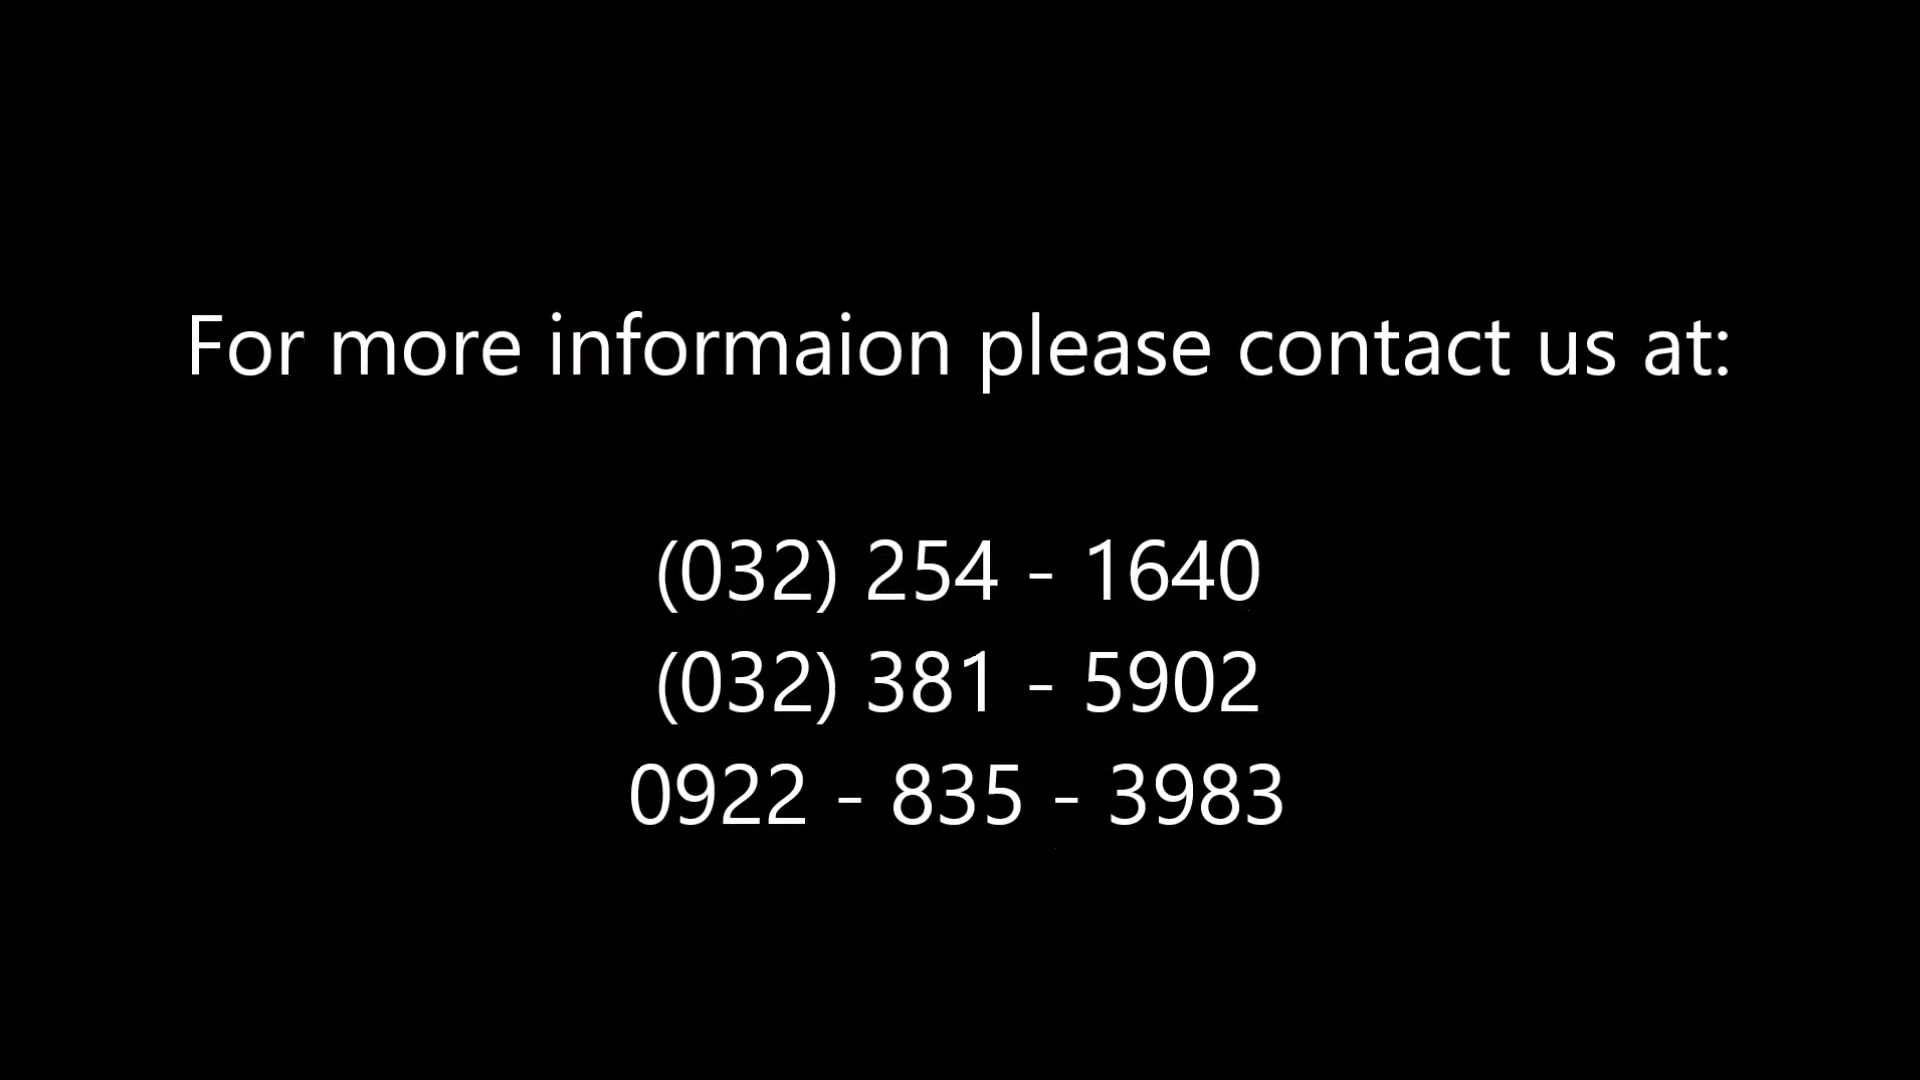 For more informaion please contact us at:
(032) 254 - 1640
(032) 381 - 5902
0922 - 835 - 3983